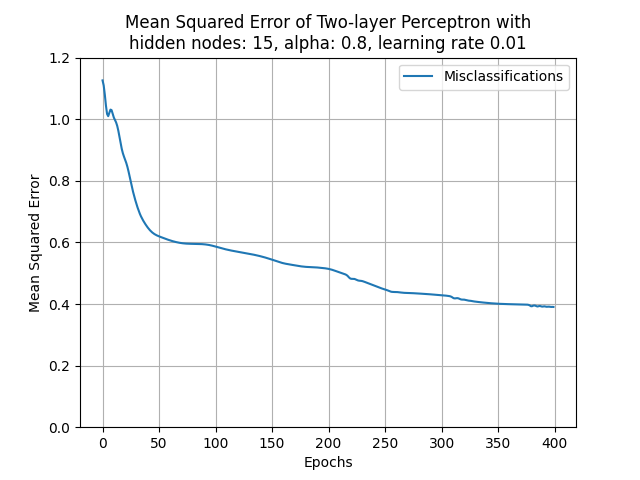 Mean Squared Error of Two-layer Perceptron with
hidden nodes: 15, alpha: 0.8, learning rate 0.01
Misclassifications
1.2
1.0
0.8
0.6
0.4
0.2
0.0
Mean Squared Error
0 50 100 150 200 250 300 350 400
Epochs